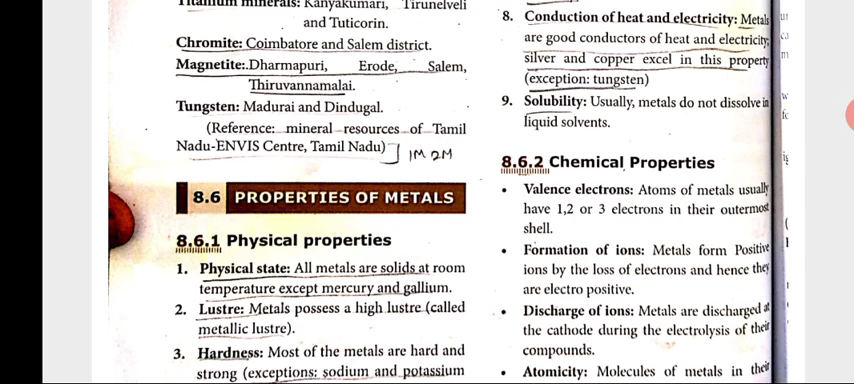 Titanium minerals: Kanyakumari, Tirunelveli
and Tuticorin.
Chromite: Coimbatore and Salem district.
Magnetite:.Dharmapuri, Erode, Salem,
Thiruvannamalai.
Tungsten: Madurai and Dindugal.
(Reference: mineral resources of Tamil
Nadu-ENVIS Centre, Tamil Nadu)
1M 2M
8.6 PROPERTIES OF METALS
8.6.1 Physical properties
1. Physical state: All metals are solids at room
temperature except mercury and gallium.
2. Lustre: Metals possess a high lustre (called
metallic lustre).
3. Hardness: Most of the metals are hard and
strong (exceptions: sodium and potassium
8. Conduction of heat and electricity: Metals
are good conductors of heat and electricity;
silver and copper excel in this property
(exception: tungsten)
9. Solubility: Usually, metals do not dissolve in
liquid solvents.
8.6.2 Chemical Properties
• Valence electrons: Atoms of metals usually
have 1,2 or 3 electrons in their outermost
shell.
• Formation of ions: Metals form Positive
ions by the loss of electrons and hence they
are electro positive.
• Discharge of ions: Metals are discharged at
the cathode during the electrolysis of their
compounds.
• Atomicity: Molecules of metals in their